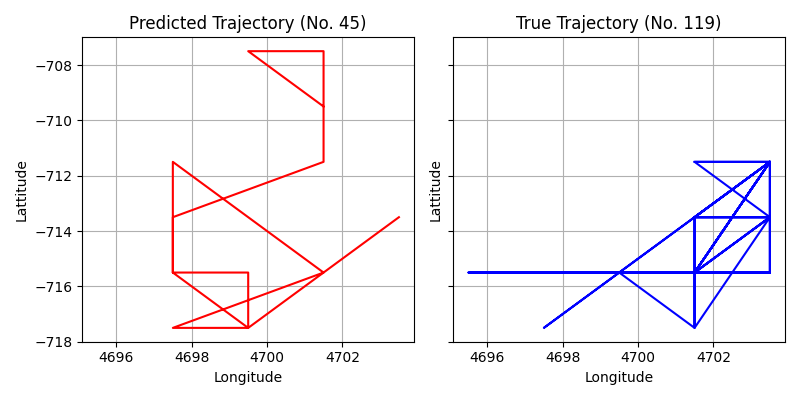 Predicted Trajectory (No. 45)
True Trajectory (No. 119)
−708
−710
−712
−714
−716
−718
Lattitude
Lattitude
4696 4698 4700 4702
4696 4698 4700 4702
Longitude
Longitude